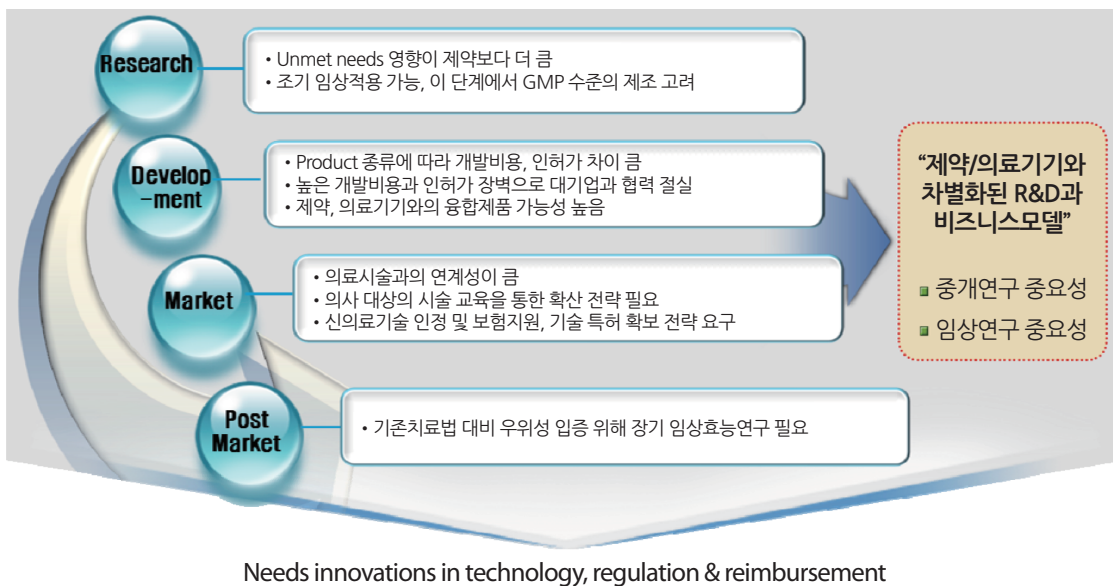 Research
• Unmet needs 영향이 제약보다 더 큼
• 조기 임상적용 가능, 이 단계에서 GMP 수준의 제조 고려
Develop
-ment
• Product 종류에 따라 개발비용, 인허가 차이 큼
• 높은 개발비용과 인허가 장벽으로 대기업과 협력 절실
• 제약, 의료기기와의 융합제품 가능성 높음
Market
• 의료시술과의 연계성이 큼
• 의사 대상의 시술 교육을 통한 확산 전략 필요
• 신의료기술 인정 및 보험지원, 기술 특허 확보 전략 요구
Post
Market
• 기존치료법 대비 우위성 입증 위해 장기 임상효능연구 필요
“제약/의료기기와
차별화된 R&D과
비즈니스모델”
중개연구 중요성
임상연구 중요성
Needs innovations in technology, regulation & reimbursement